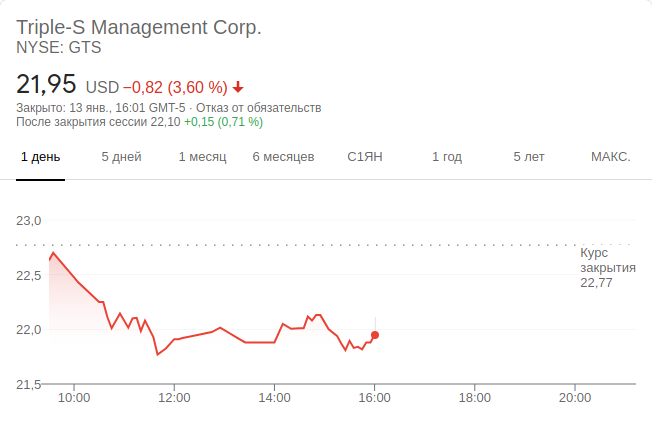 Triple-S Management Corp.
NYSE: GTS
21,95 USD −0,82 (3,60 %)
Закрыто: 13 янв., 16:01 GMT-5 · Отказ от обязательств
После закрытия сессии 22,10 +0,15 (0,71 %)
1 день 5 дней 1 месяц 6 месяцев С1ЯН 1 год 5 лет МАКС.
23,0
Курс
закрытия
22,77
22,5
22,0
21,5
10:00 12:00 14:00 16:00 18:00 20:00